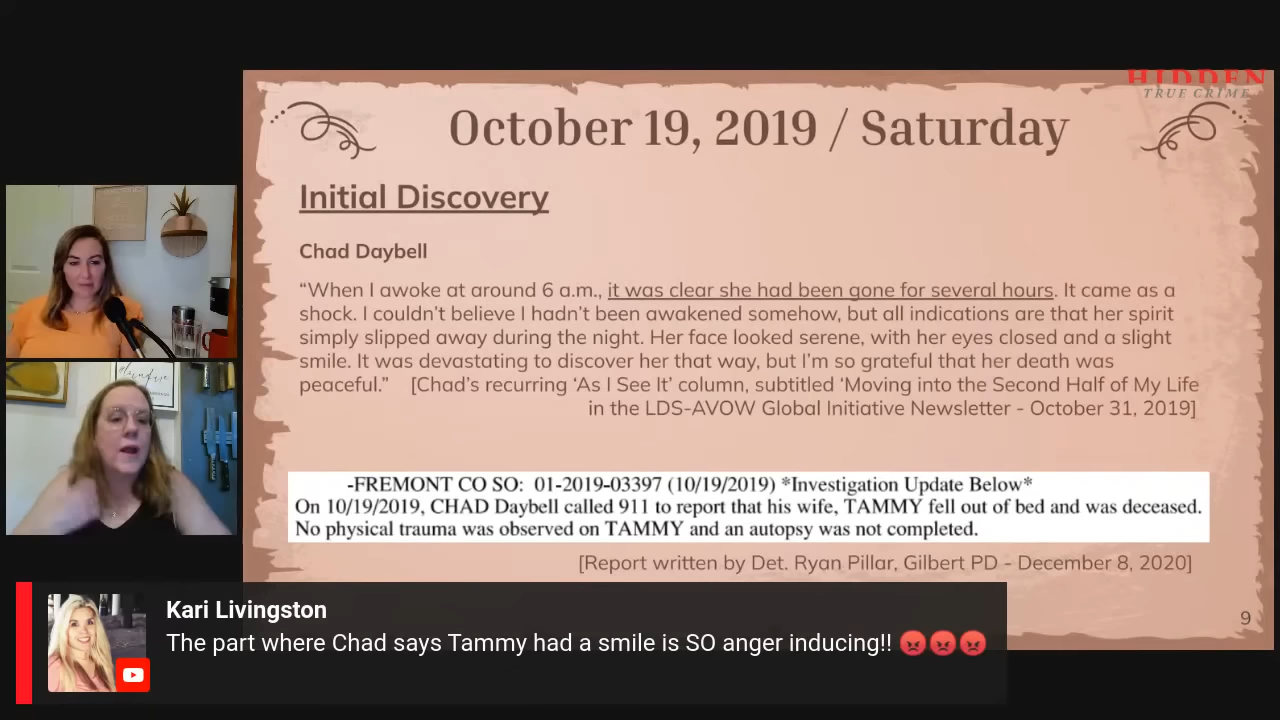 HIDDEN
TRUE CRIME
October 19, 2019 / Saturday
Initial Discovery
Chad Daybell
“When I awoke at around 6 a.m., it was clear she had been gone for several hours. It came as a
shock. I couldn’t believe I hadn’t been awakened somehow, but all indications are that her spirit
simply slipped away during the night. Her face looked serene, with her eyes closed and a slight
smile. It was devastating to discover her that way, but I’m so grateful that her death was
peaceful.” [Chad’s recurring ‘As I See It’ column, subtitled ‘Moving into the Second Half of My Life
in the LDS-AVOW Global Initiative Newsletter - October 31, 2019]
-FREMONT CO SO: 01-2019-03397 (10/19/2019) *Investigation Update Below*
On 10/19/2019, CHAD Daybell called 911 to report that his wife, TAMMY fell out of bed and was deceased.
No physical trauma was observed on TAMMY and an autopsy was not completed.
[Report written by Det. Ryan Pillar, Gilbert PD - December 8, 2020]
9
Kari Livingston
The part where Chad says Tammy had a smile is SO anger inducing!! 😡😡😡